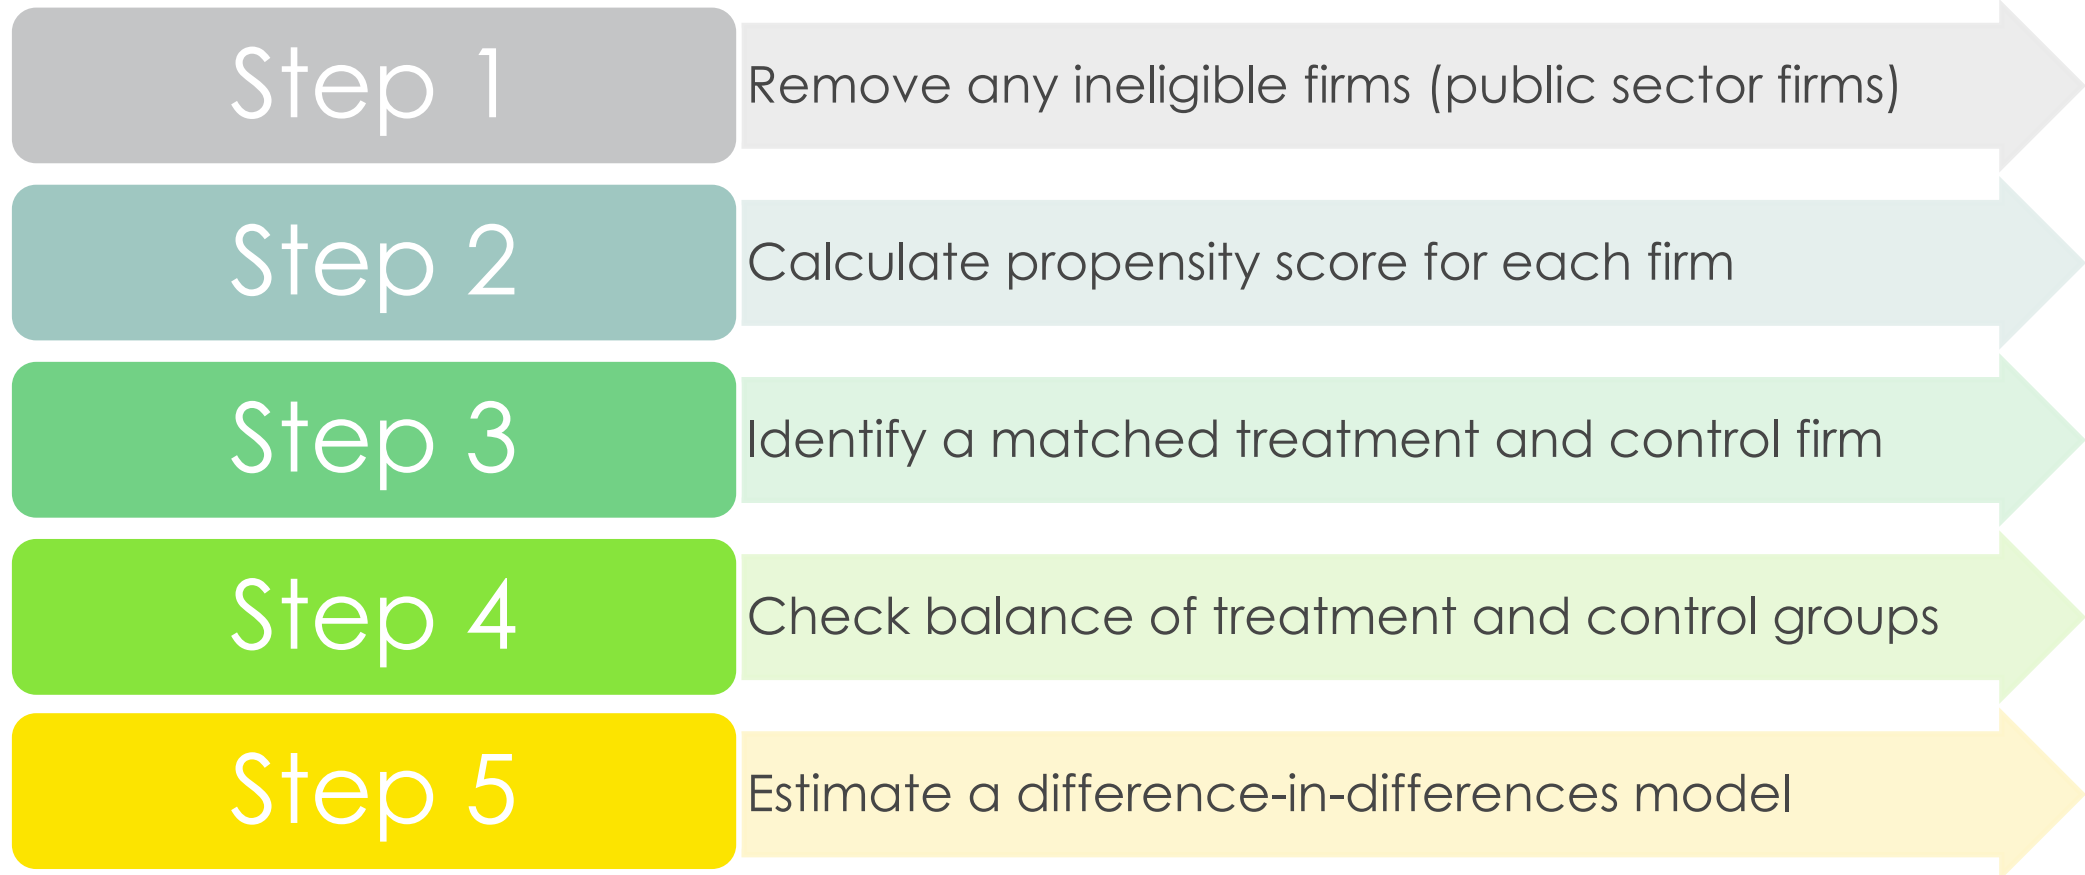 Step 1
Remove any ineligible firms (public sector firms)
Step 2
Calculate propensity score for each firm
Step 3
Identify a matched treatment and control firm
Step 4
Check balance of treatment and control groups
Step 5
Estimate a difference-in-differences model